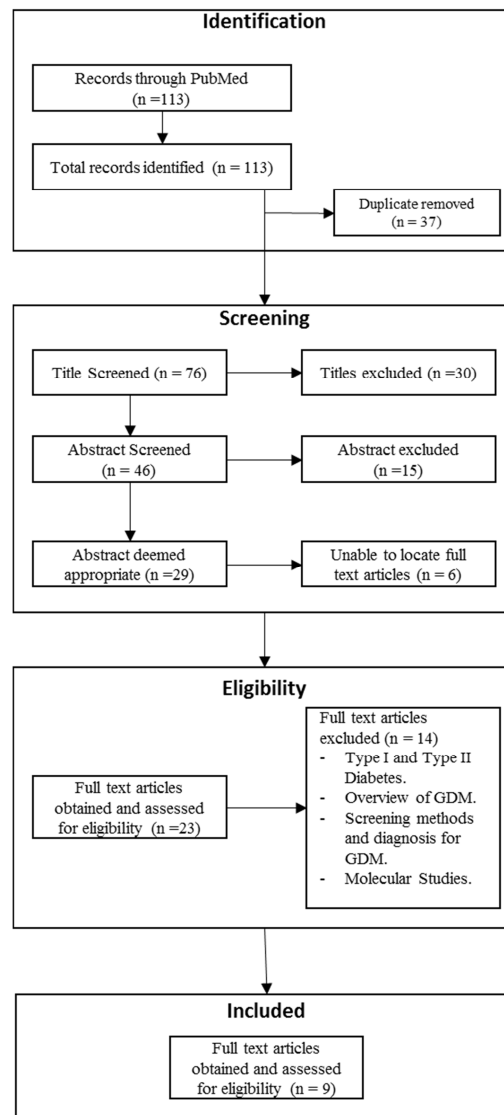 Identification
Records through PubMed
(n =113)
Total records identified (n = 113)
Duplicate removed
(n = 37)
Screening
Title Screened (n = 76)
Titles excluded (n =30)
Abstract Screened
(n = 46)
Abstract excluded
(n =15)
Abstract deemed
appropriate (n =29)
Unable to locate full
text articles (n = 6)
Eligibility
Full text articles
obtained and assessed
for eligibility (n =23)
Full text articles
excluded (n = 14)
- Type I and Type II
Diabetes.
- Overview of GDM.
- Screening methods
and diagnosis for
GDM.
- Molecular Studies.
Included
Full text articles
obtained and assessed
for eligibility (n = 9)